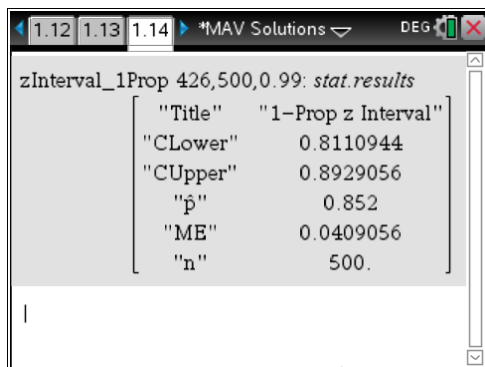 1.12 1.13 1.14 *MAV Solutions DEG
zInterval_1Prop 426,500,0.99: stat.results
"Title" "1−Prop z Interval"
"CLower" 0.8110944
"CUpper" 0.8929056
"p̂" 0.852
"ME" 0.0409056
"n" 500.